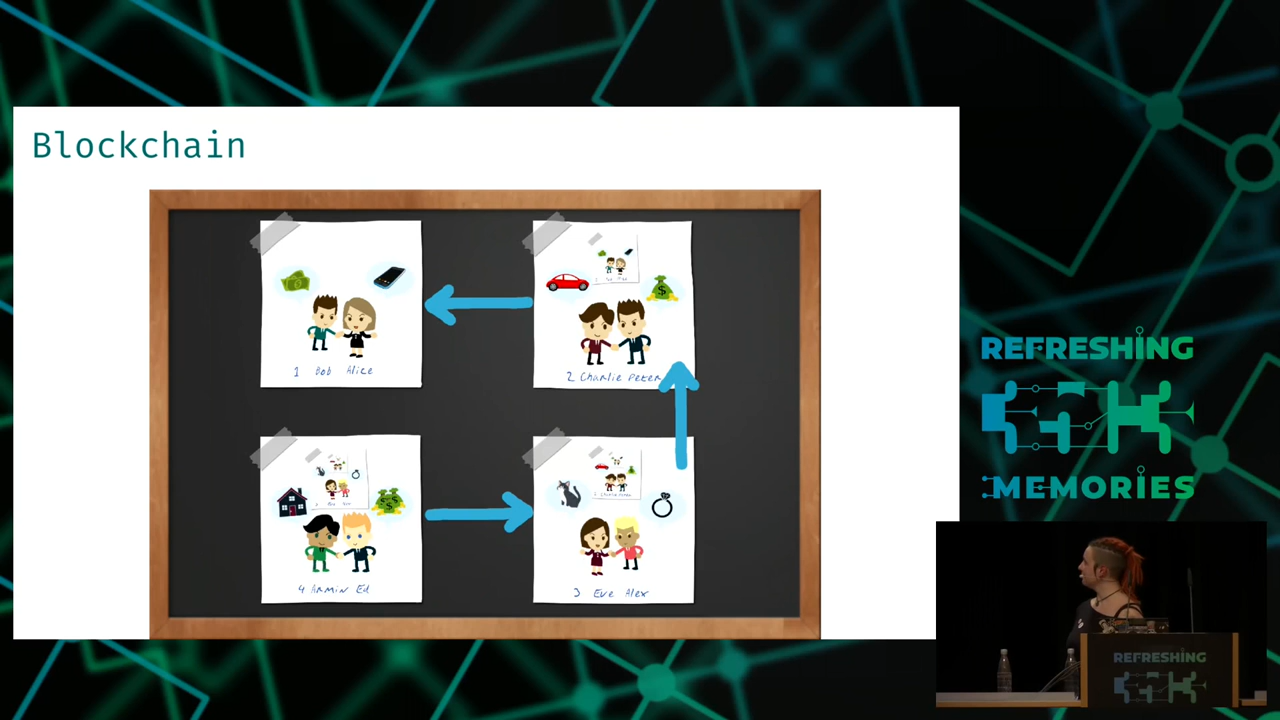 Blockchain
1 Bob Alice
2 Charlie Peter
4 Armin Ed
3 Eve Alex
REFRESHING
MEMORIES
REFRESHING